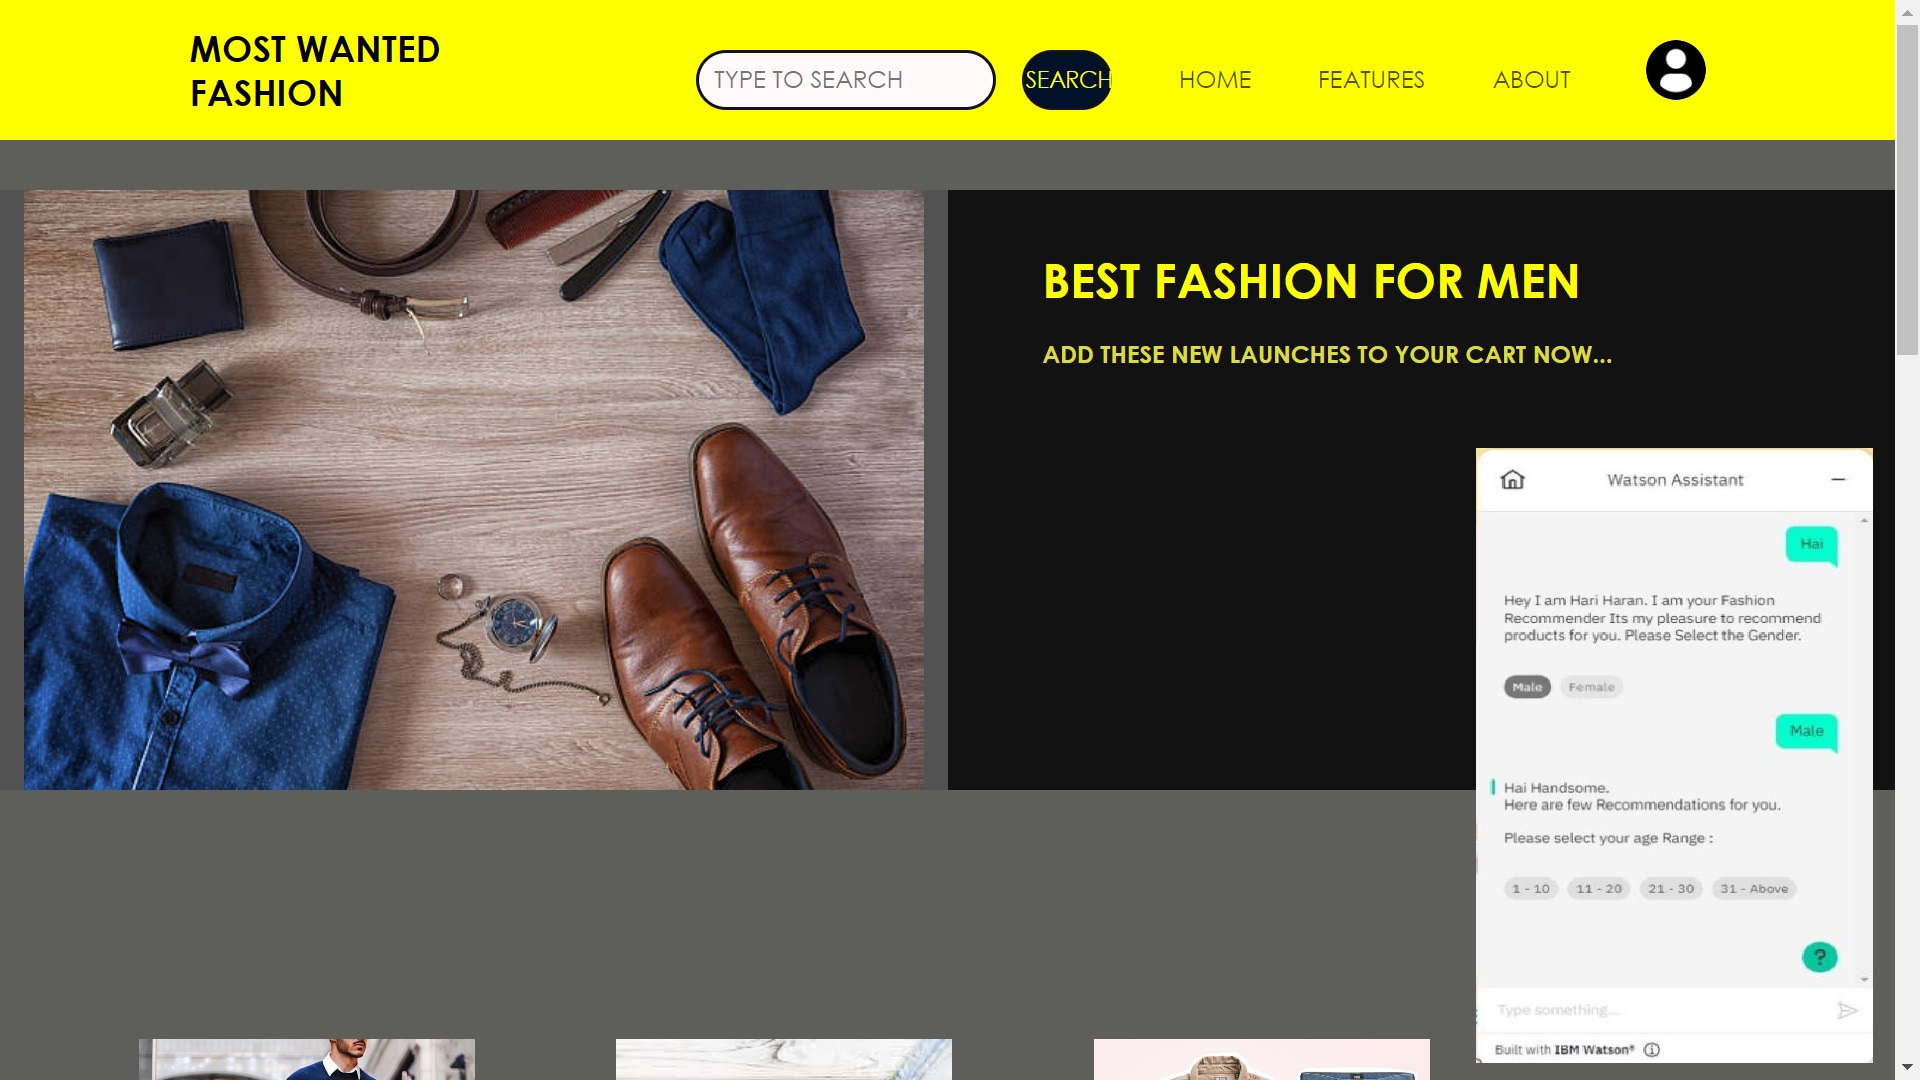 MOST WANTED
FASHION
TYPE TO SEARCH
SEARCH
HOME
FEATURES
ABOUT
BEST FASHION FOR MEN
ADD THESE NEW LAUNCHES TO YOUR CART NOW...
Watson Assistant
Hai
Hey I am Hari Haran. I am your Fashion
Recommender Its my pleasure to recommend
products for you. Please Select the Gender.
Male
Female
Male
Hai Handsome.
Here are few Recommendations for you.
Please select your age Range :
1 - 10
11 - 20
21 - 30
31 - Above
?
Type something...
Built with IBM Watson®